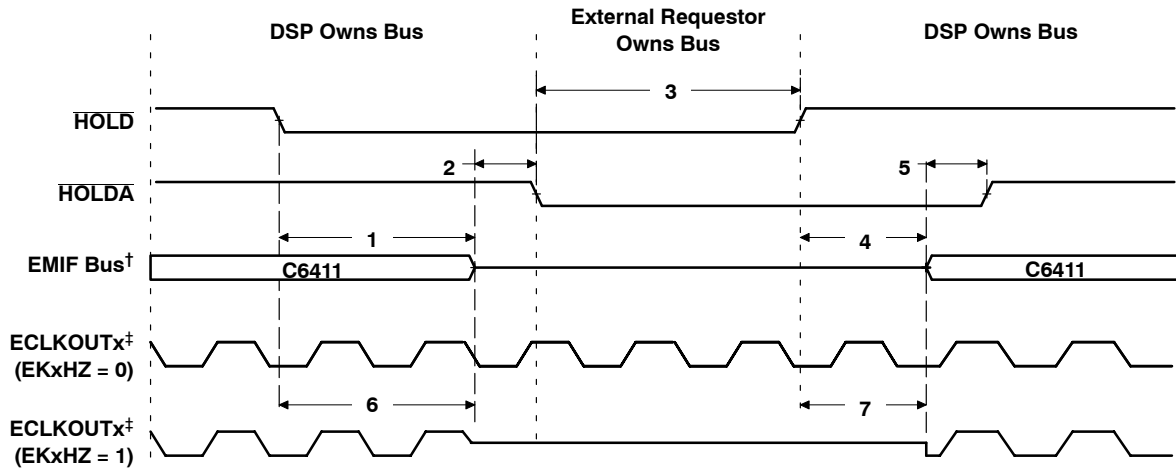 DSP Owns Bus
External Requestor
Owns Bus
DSP Owns Bus
3
HOLD
2
5
HOLDA
1
4
EMIF Bus†
C6411
C6411
ECLKOUTx‡
(EKxHZ = 0)
6
7
ECLKOUTx‡
(EKxHZ = 1)